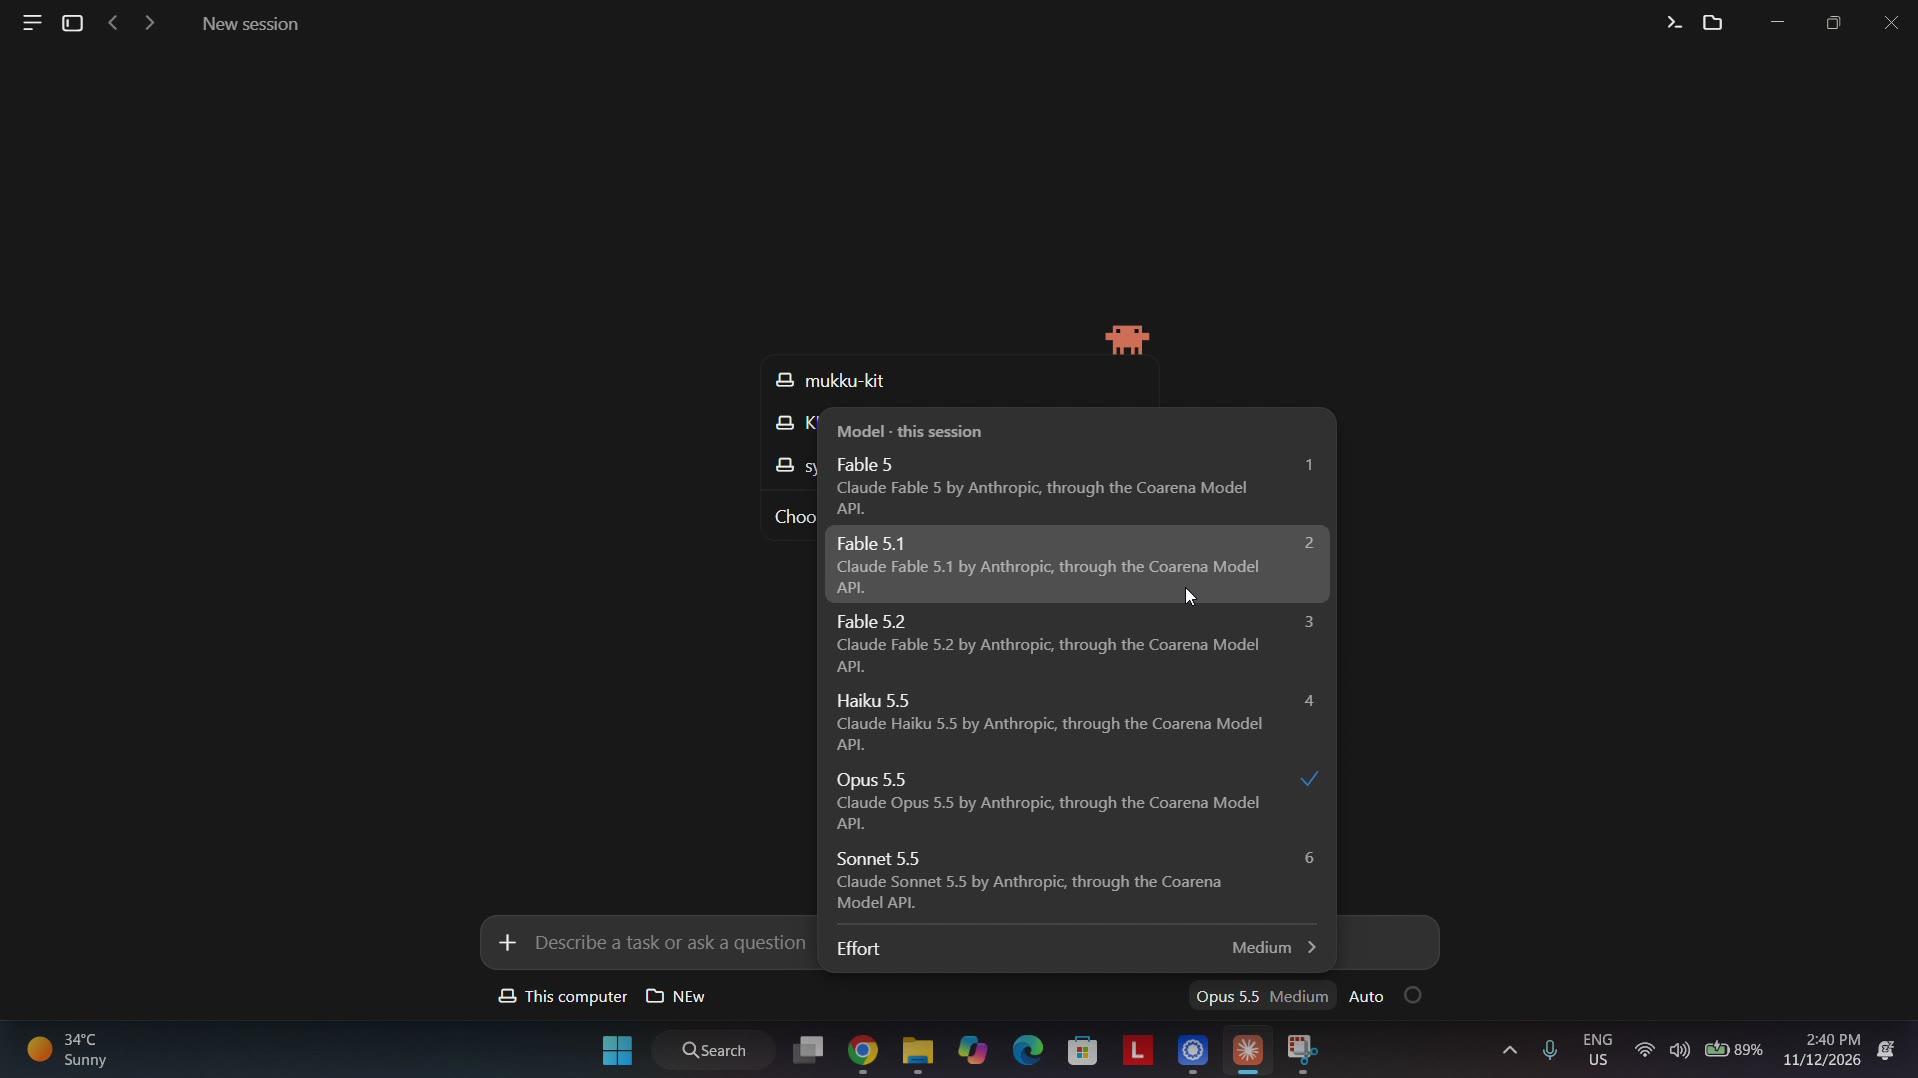 New session
mukku-kit
Model · this session
Fable 5 1
Claude Fable 5 by Anthropic, through the Coarena Model
API.
Choo
Fable 5.1 2
Claude Fable 5.1 by Anthropic, through the Coarena Model
API.
Fable 5.2 3
Claude Fable 5.2 by Anthropic, through the Coarena Model
API.
Haiku 5.5 4
Claude Haiku 5.5 by Anthropic, through the Coarena Model
API.
Opus 5.5
Claude Opus 5.5 by Anthropic, through the Coarena Model
API.
Sonnet 5.5 6
Claude Sonnet 5.5 by Anthropic, through the Coarena
Model API.
Effort Medium
Describe a task or ask a question
This computer NEw Opus 5.5 Medium Auto
34°C
Sunny
Search
L
ENG
US
89%
2:40 PM
11/12/2026